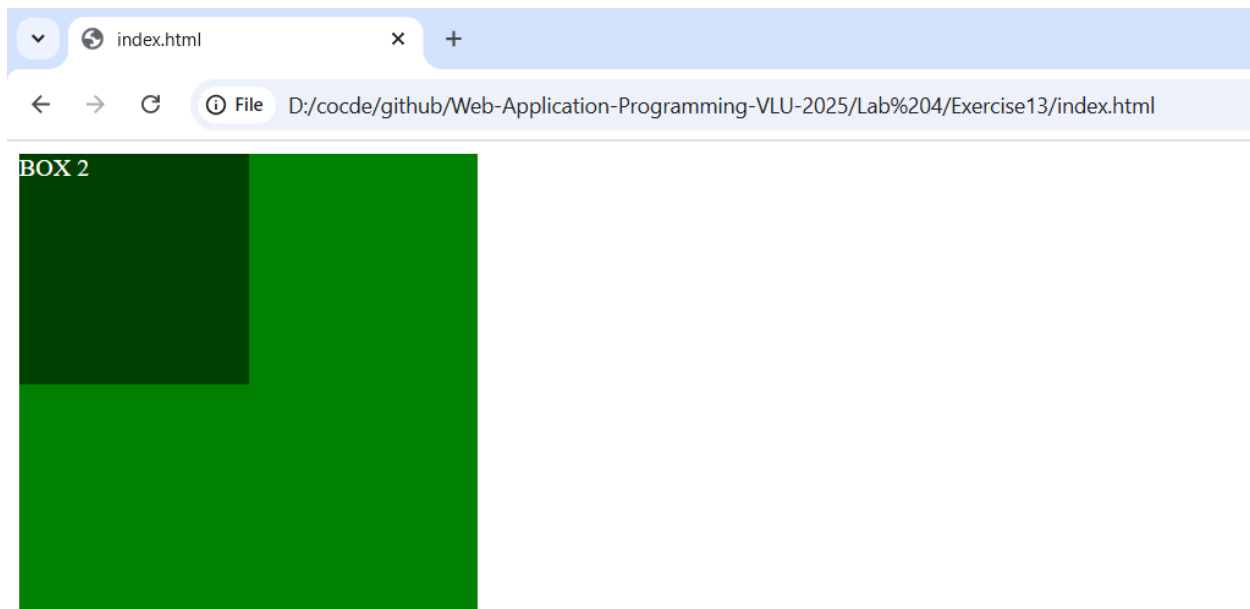 index.html
File D:/cocde/github/Web-Application-Programming-VLU-2025/Lab%204/Exercise13/index.html
BOX 2